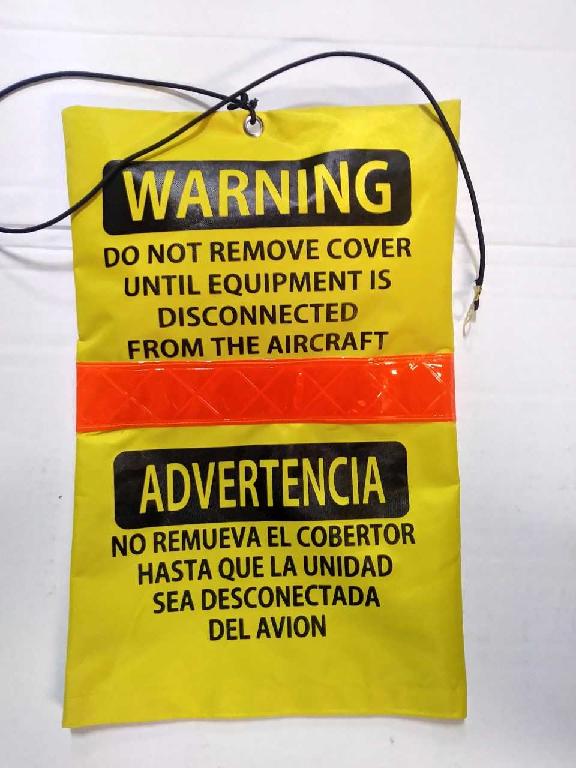 WARNING
DO NOT REMOVE COVER
UNTIL EQUIPMENT IS
DISCONNECTED
FROM THE AIRCRAFT
ADVERTENCIA
NO REMUEVA EL COBERTOR
HASTA QUE LA UNIDAD
SEA DESCONECTADA
DEL AVION